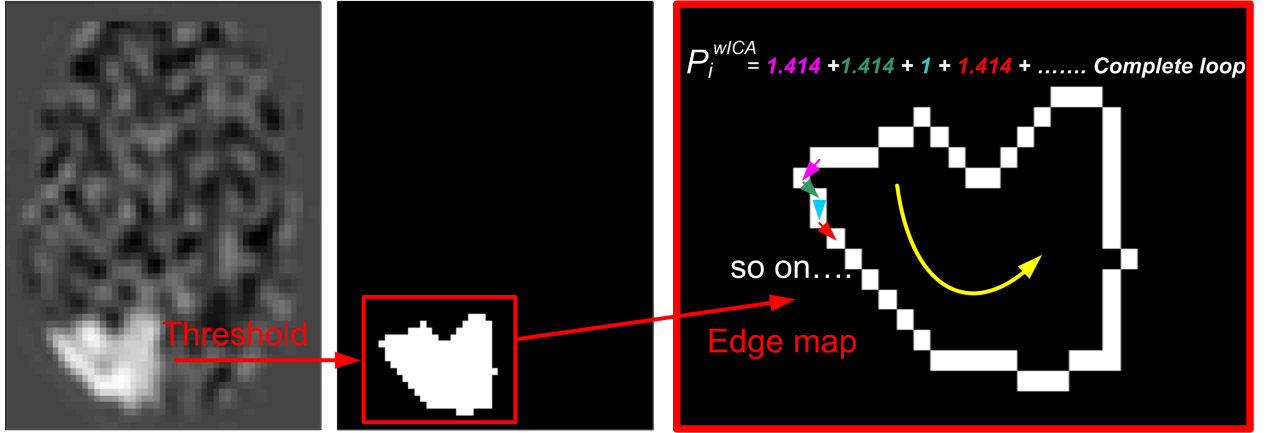 P_i^{wICA} = 1.414 +1.414 + 1 + 1.414 + ....... Complete loop
so on....
Threshold
Edge map